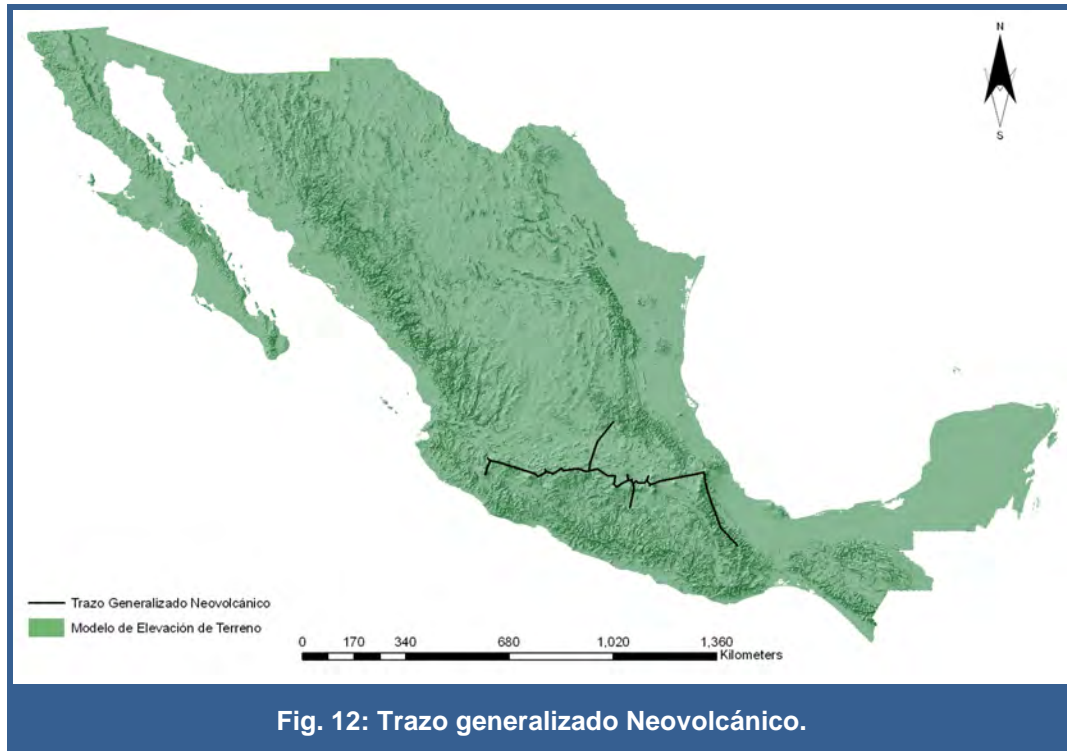 N
S
Trazo Generalizado Neovolcánico
Modelo de Elevación de Terreno
0 170 340 680 1,020 1,360
Kilometers
Fig. 12: Trazo generalizado Neovolcánico.